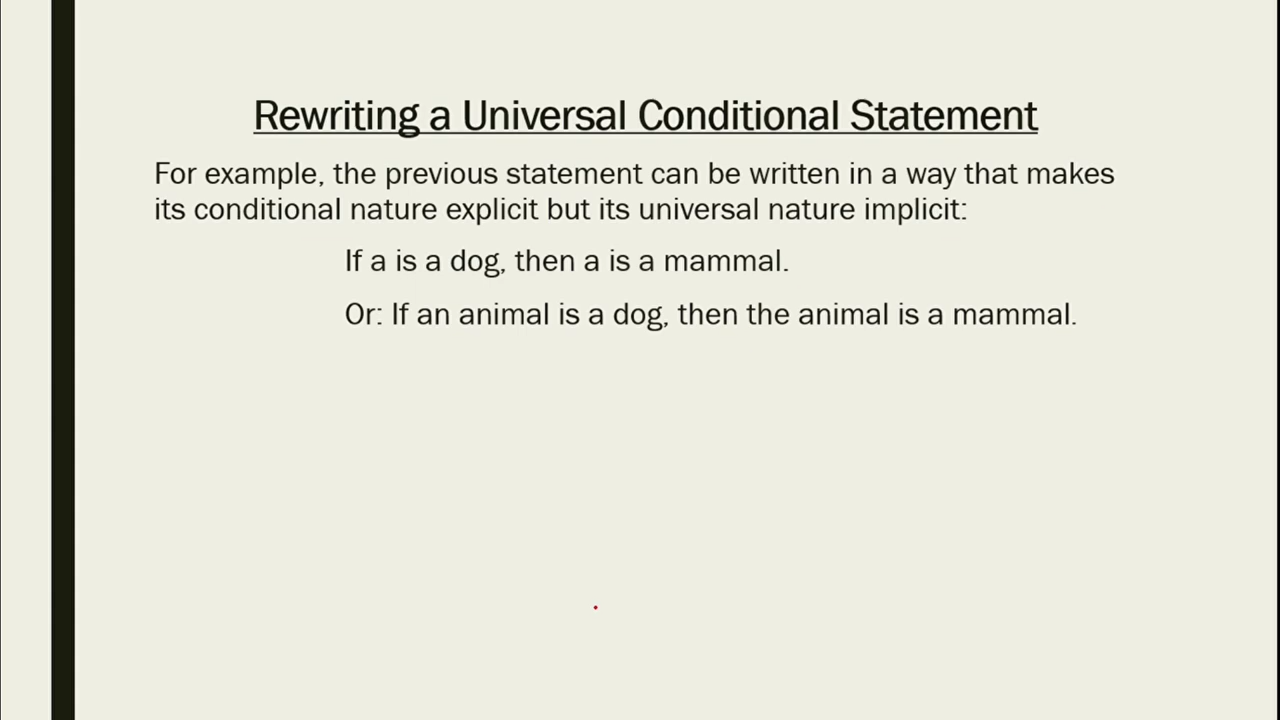 Rewriting a Universal Conditional Statement
For example, the previous statement can be written in a way that makes
its conditional nature explicit but its universal nature implicit:
If a is a dog, then a is a mammal.
Or: If an animal is a dog, then the animal is a mammal.